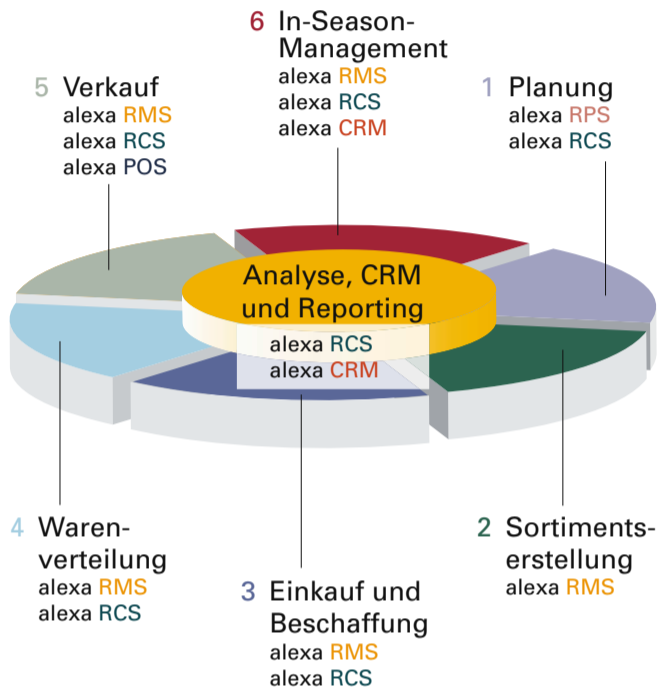 6 In-Season-
Management
alexa RMS
alexa RCS
alexa CRM
5 Verkauf
alexa RMS
alexa RCS
alexa POS
1 Planung
alexa RPS
alexa RCS
Analyse, CRM
und Reporting
alexa RCS
alexa CRM
4 Waren-
verteilung
alexa RMS
alexa RCS
3 Einkauf und
Beschaffung
alexa RMS
alexa RCS
2 Sortiments-
erstellung
alexa RMS